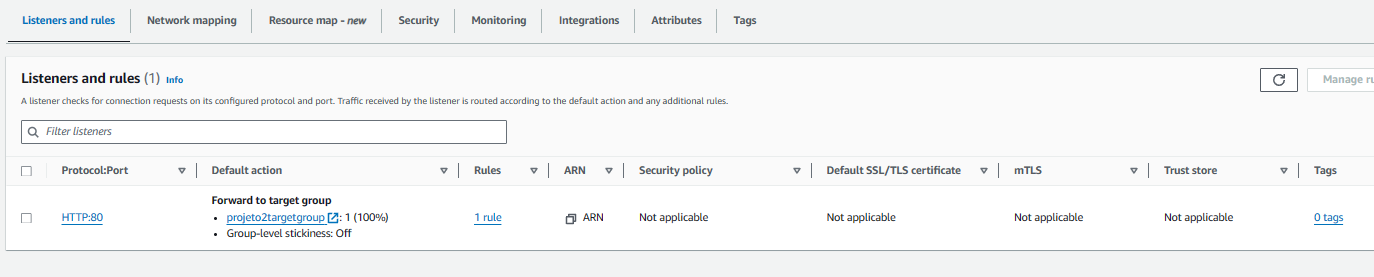 Listeners and rules Network mapping Resource map - new Security Monitoring Integrations Attributes Tags
Listeners and rules (1) Info
A listener checks for connection requests on its configured protocol and port. Traffic received by the listener is routed according to the default action and any additional rules.
Filter listeners
Protocol:Port Default action Rules ARN Security policy Default SSL/TLS certificate mTLS Trust store Tags
Forward to target group
HTTP:80 • projeto2targetgroup : 1 (100%) 1 rule ARN Not applicable Not applicable Not applicable Not applicable 0 tags
• Group-level stickiness: Off